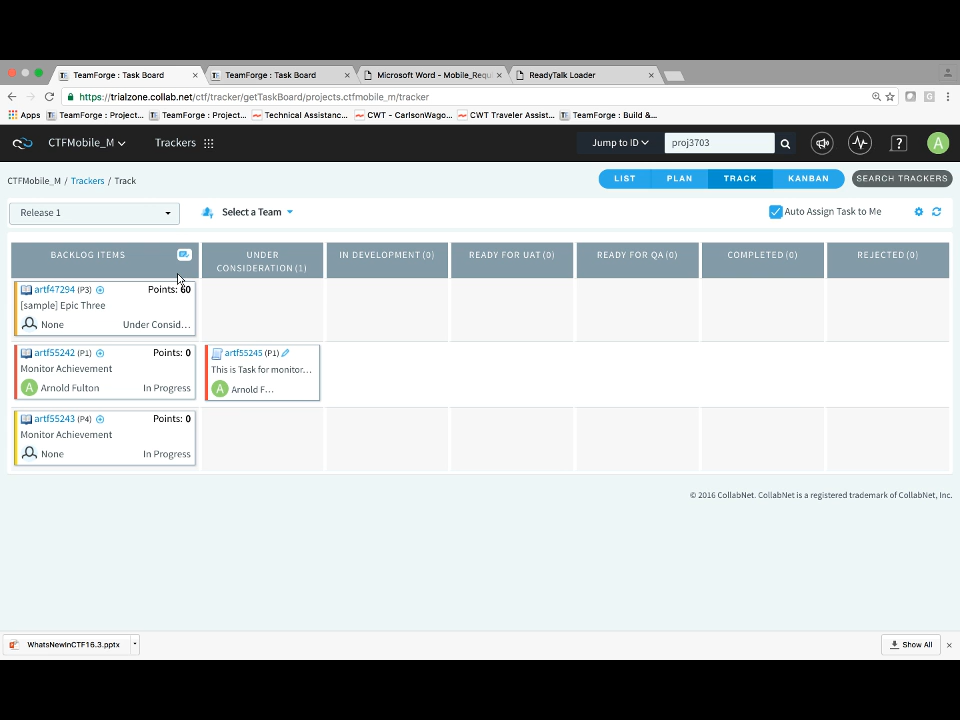 TeamForge : Task Board
TeamForge : Task Board
Microsoft Word - Mobile_Requi
ReadyTalk Loader
https://trialzone.collab.net/ctf/tracker/getTaskBoard/projects.ctfmobile_m/tracker
Apps
TeamForge : Project...
TeamForge : Project...
Technical Assistanc...
CWT - CarlsonWago...
CWT Traveler Assist...
TeamForge : Build &...
CTFMobile_M
Trackers
Jump to ID
proj3703
?
A
CTFMobile_M / Trackers / Track
LIST
PLAN
TRACK
KANBAN
SEARCH TRACKERS
Release 1
Select a Team
Auto Assign Task to Me
BACKLOG ITEMS
UNDER
CONSIDERATION (1)
IN DEVELOPMENT (0)
READY FOR UAT (0)
READY FOR QA (0)
COMPLETED (0)
REJECTED (0)
artf47294 (P3)
Points: 60
[sample] Epic Three
None
Under Consid...
artf55242 (P1)
Points: 0
Monitor Achievement
A
Arnold Fulton
In Progress
artf55245 (P1)
This is Task for monitor...
A
Arnold F...
artf55243 (P4)
Points: 0
Monitor Achievement
None
In Progress
© 2016 CollabNet. CollabNet is a registered trademark of CollabNet, Inc.
WhatsNewInCTF16.3.pptx
Show All